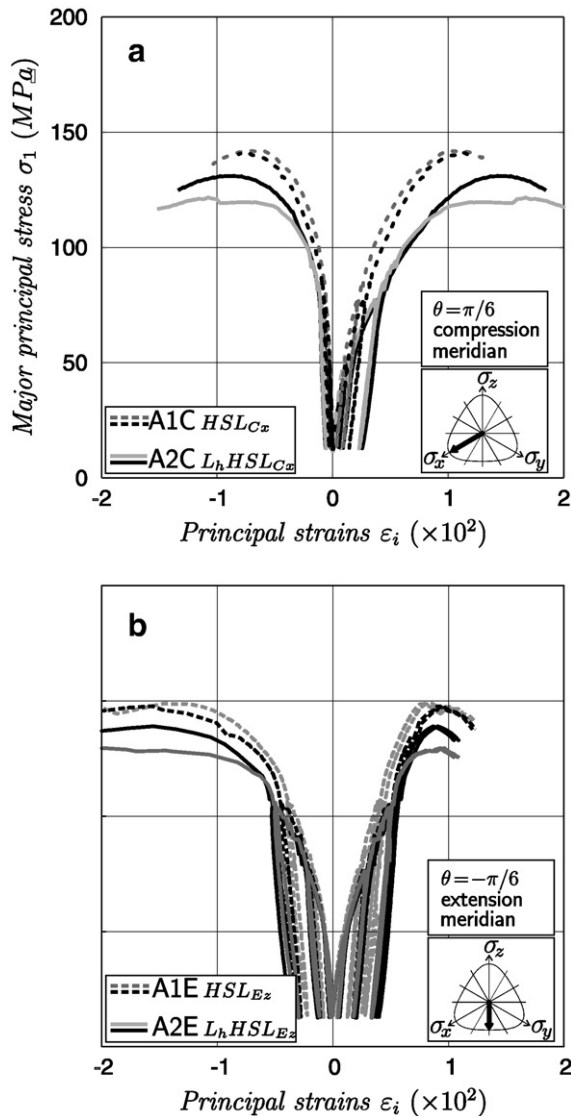 Major principal stress σ1 (MPa)
200
150
100
50
0
a
θ=π/6
compression
meridian
σz
σx
σy
A1C HSLCx
A2C LhHSLCx
-2
-1
0
1
2
Principal strains εi (×10²)
b
θ=-π/6
extension
meridian
σz
σx
σy
A1E HSLEz
A2E LhHSLEz
-2
-1
0
1
2
Principal strains εi (×10²)